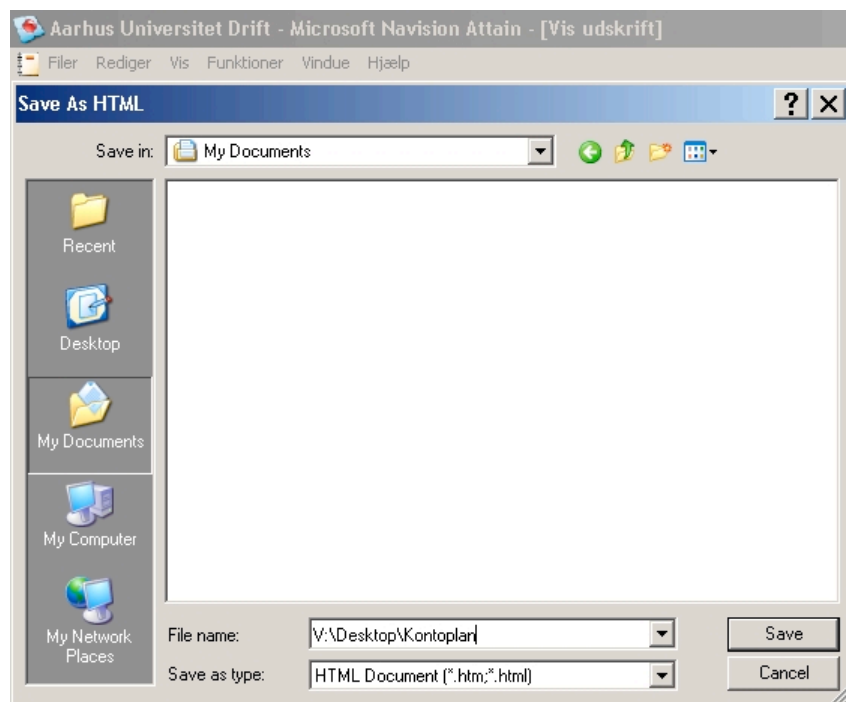 Aarhus Universitet Drift - Microsoft Navision Attain - [Vis udskrift]
Filer Rediger Vis Funktioner Vindue Hjælp
Save As HTML
Save in: My Documents
Recent
Desktop
My Documents
My Computer
My Network
Places
File name: V:\Desktop\Kontoplan
Save
Save as type: HTML Document (*.htm;*.html)
Cancel